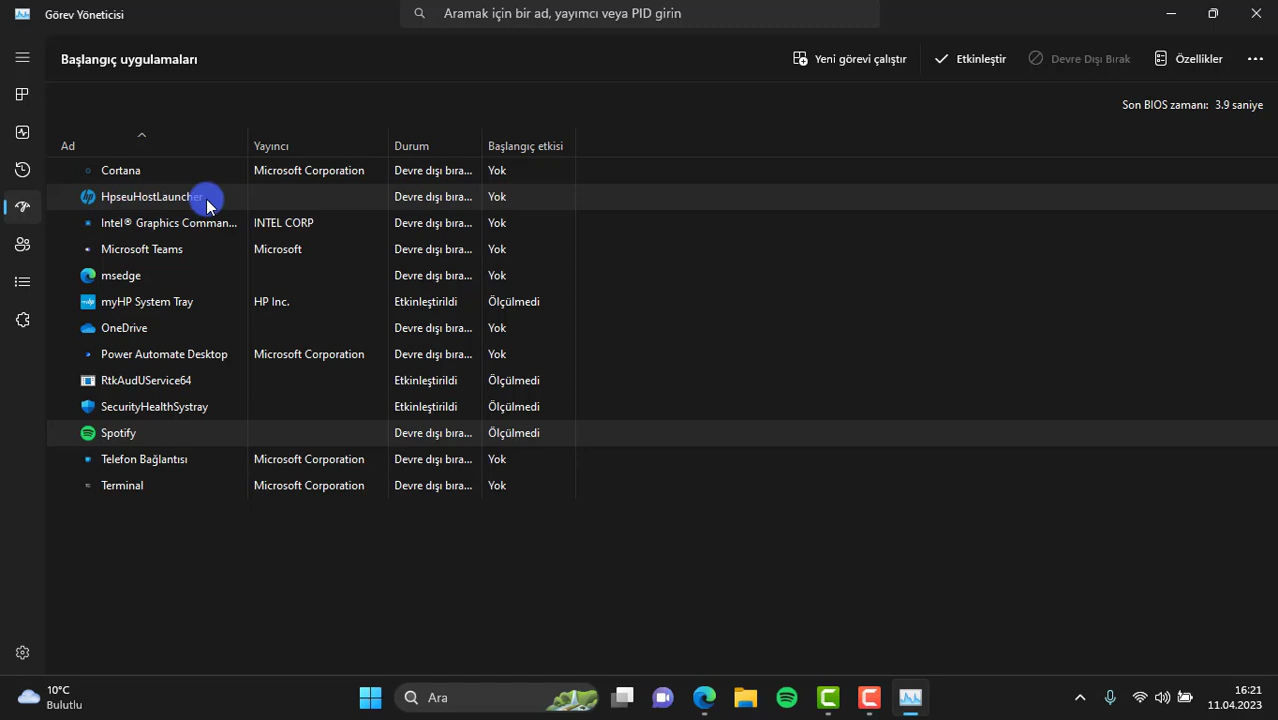 Görev Yöneticisi
Aramak için bir ad, yayımcı veya PID girin
Başlangıç uygulamaları
Yeni görevi çalıştır
Etkinleştir
Devre Dışı Bırak
Özellikler
Son BIOS zamanı: 3.9 saniye
Ad Yayıncı Durum Başlangıç etkisi
Cortana Microsoft Corporation Devre dışı bıra... Yok
HpseuHostLauncher Devre dışı bıra... Yok
Intel® Graphics Comman... INTEL CORP Devre dışı bıra... Yok
Microsoft Teams Microsoft Devre dışı bıra... Yok
msedge Devre dışı bıra... Yok
myHP System Tray HP Inc. Etkinleştirildi Ölçülmedi
OneDrive Devre dışı bıra... Yok
Power Automate Desktop Microsoft Corporation Devre dışı bıra... Yok
RtkAudUService64 Etkinleştirildi Ölçülmedi
SecurityHealthSystray Etkinleştirildi Ölçülmedi
Spotify Devre dışı bıra... Ölçülmedi
Telefon Bağlantısı Microsoft Corporation Devre dışı bıra... Yok
Terminal Microsoft Corporation Devre dışı bıra... Yok
10°C
Bulutlu
Ara
16:21
11.04.2023